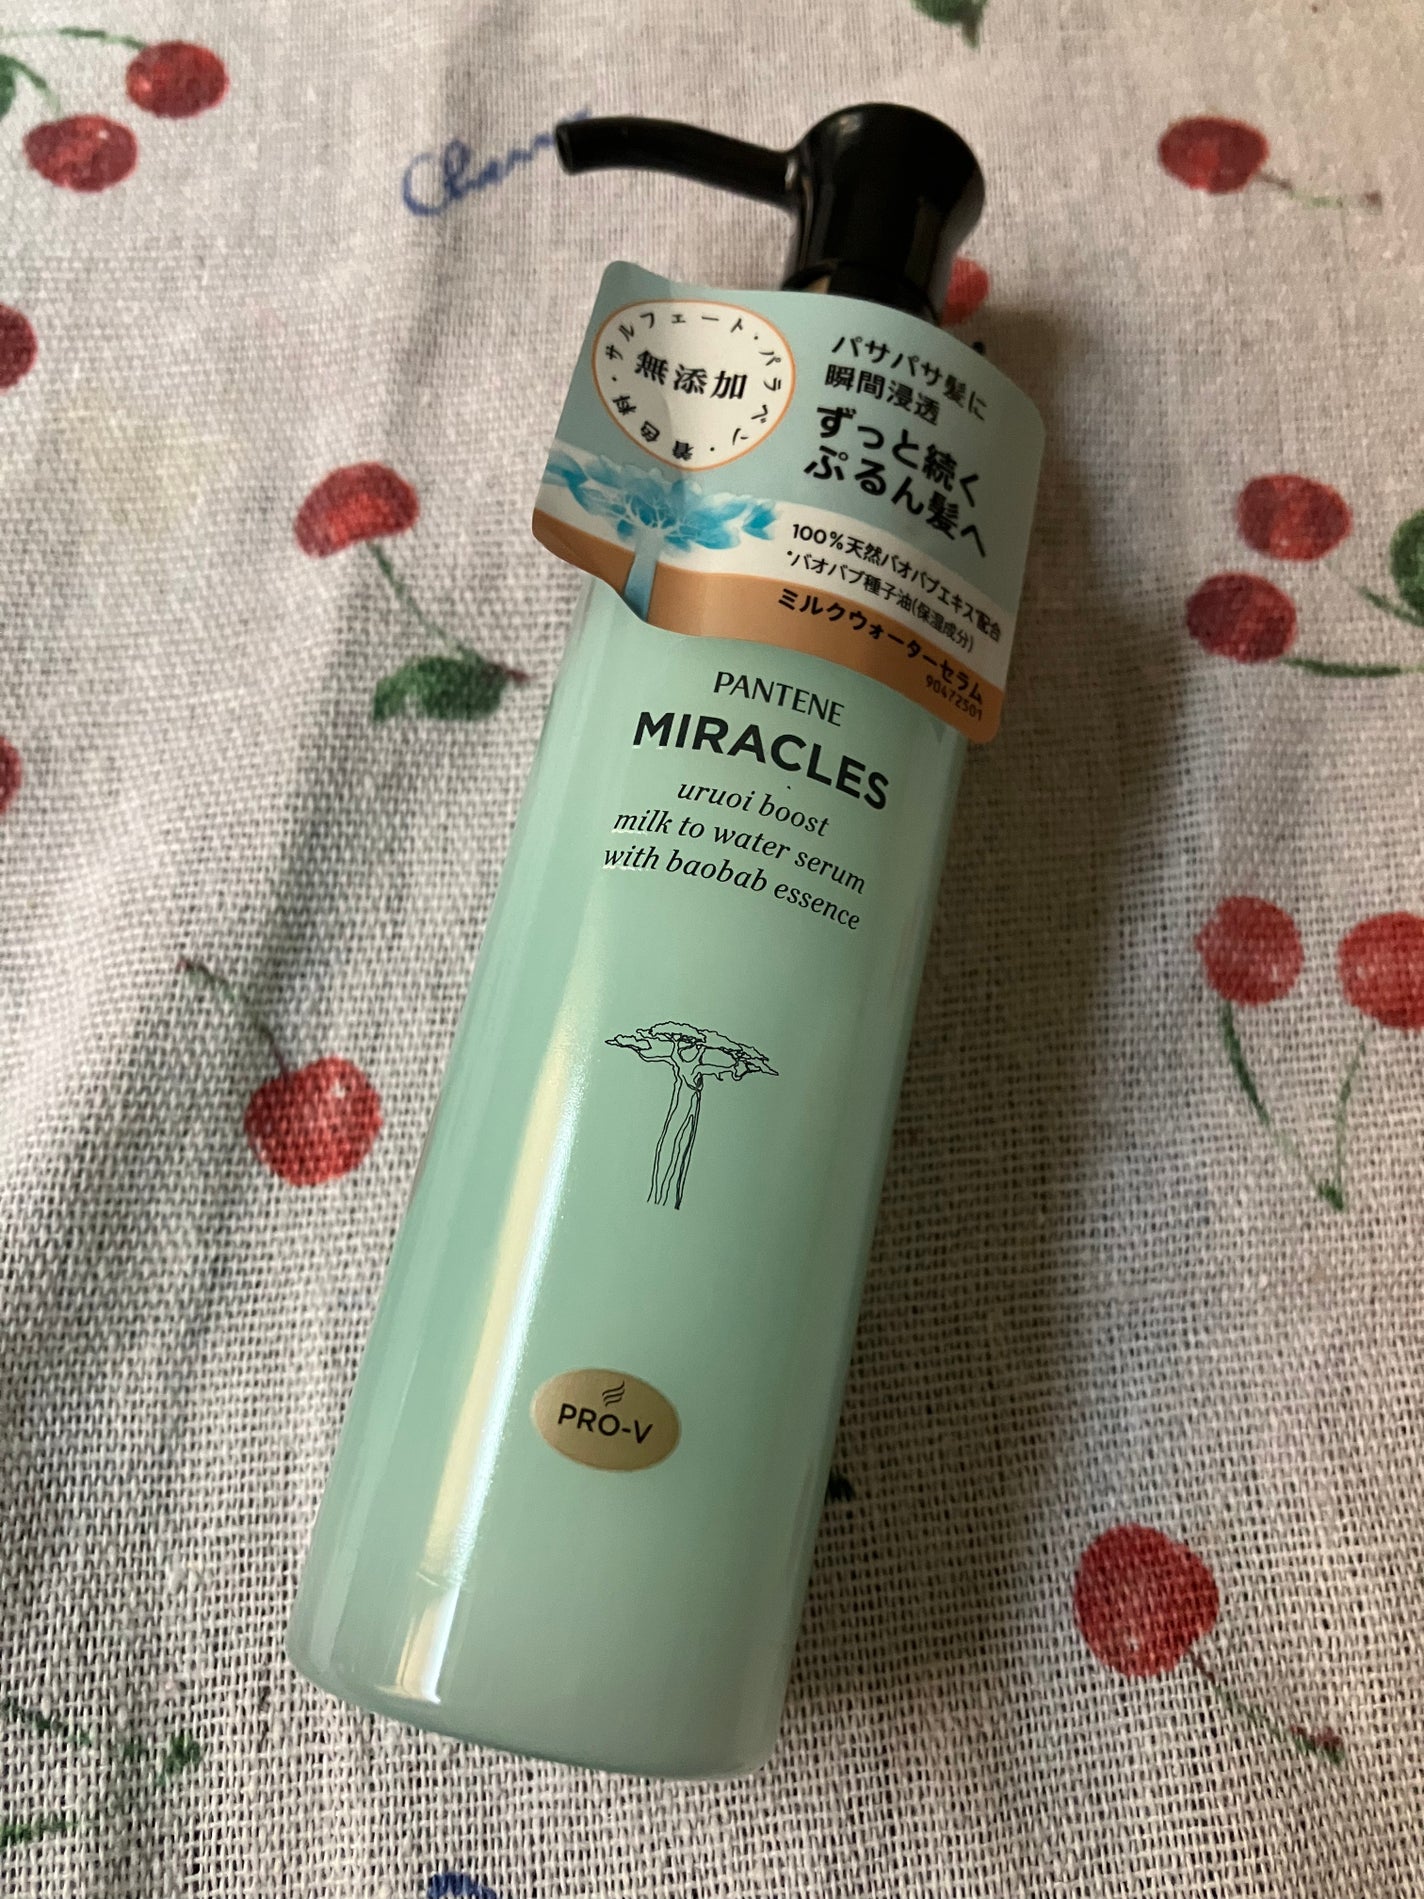 Cherry
サルフェート・パラベン・着色料・
無添加
パサパサ髪に
瞬間浸透
ずっと続く
ぷるん髪へ
100%天然バオバブエキス*配合
*バオバブ種子油(保湿成分)
ミルクウォーターセラム
90472501
PANTENE
MIRACLES
uruoi boost
milk to water serum
with baobab essence
PRO-V